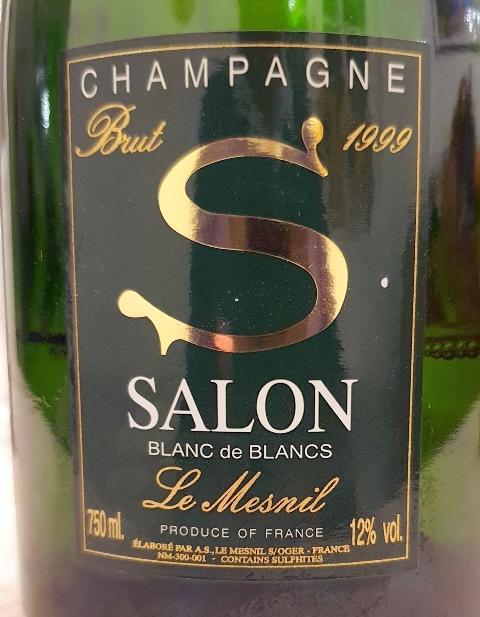 CHAMPAGNE
Brut 1999
S
SALON
BLANC de BLANCS
Le Mesnil
750 ml. PRODUCE OF FRANCE 12% vol.
ÉLABORÉ PAR A.S., LE MESNIL S/OGER - FRANCE
NM-300-001 - CONTAINS SULPHITES